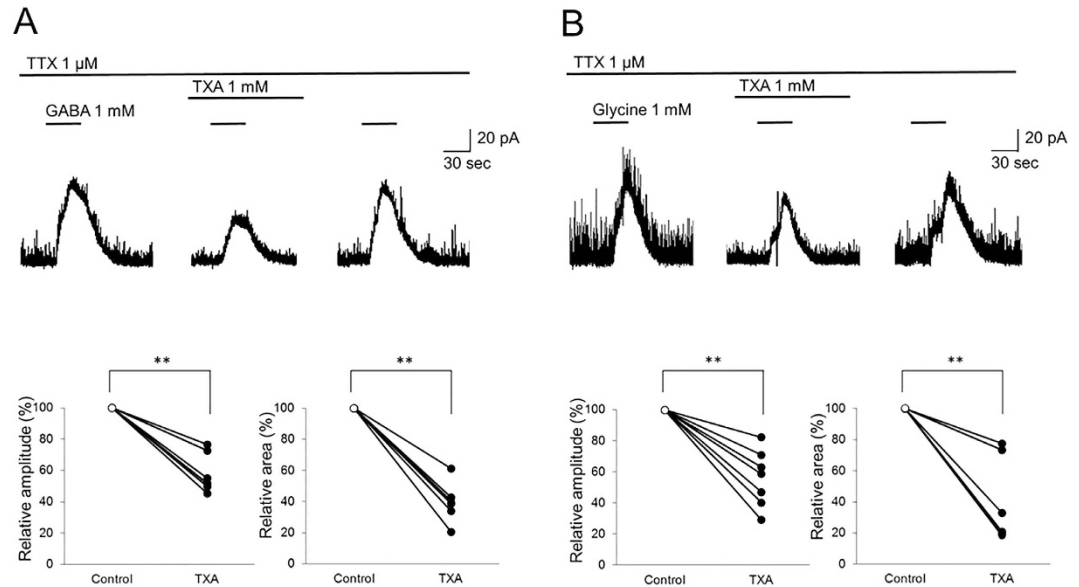 A
TTX 1 µM
TXA 1 mM
GABA 1 mM
20 pA
30 sec
**
Relative amplitude (%)
100
80
60
40
20
0
Control
TXA
**
Relative area (%)
100
80
60
40
20
0
Control
TXA
B
TTX 1 µM
TXA 1 mM
Glycine 1 mM
20 pA
30 sec
**
Relative amplitude (%)
100
80
60
40
20
0
Control
TXA
**
Relative area (%)
100
80
60
40
20
0
Control
TXA